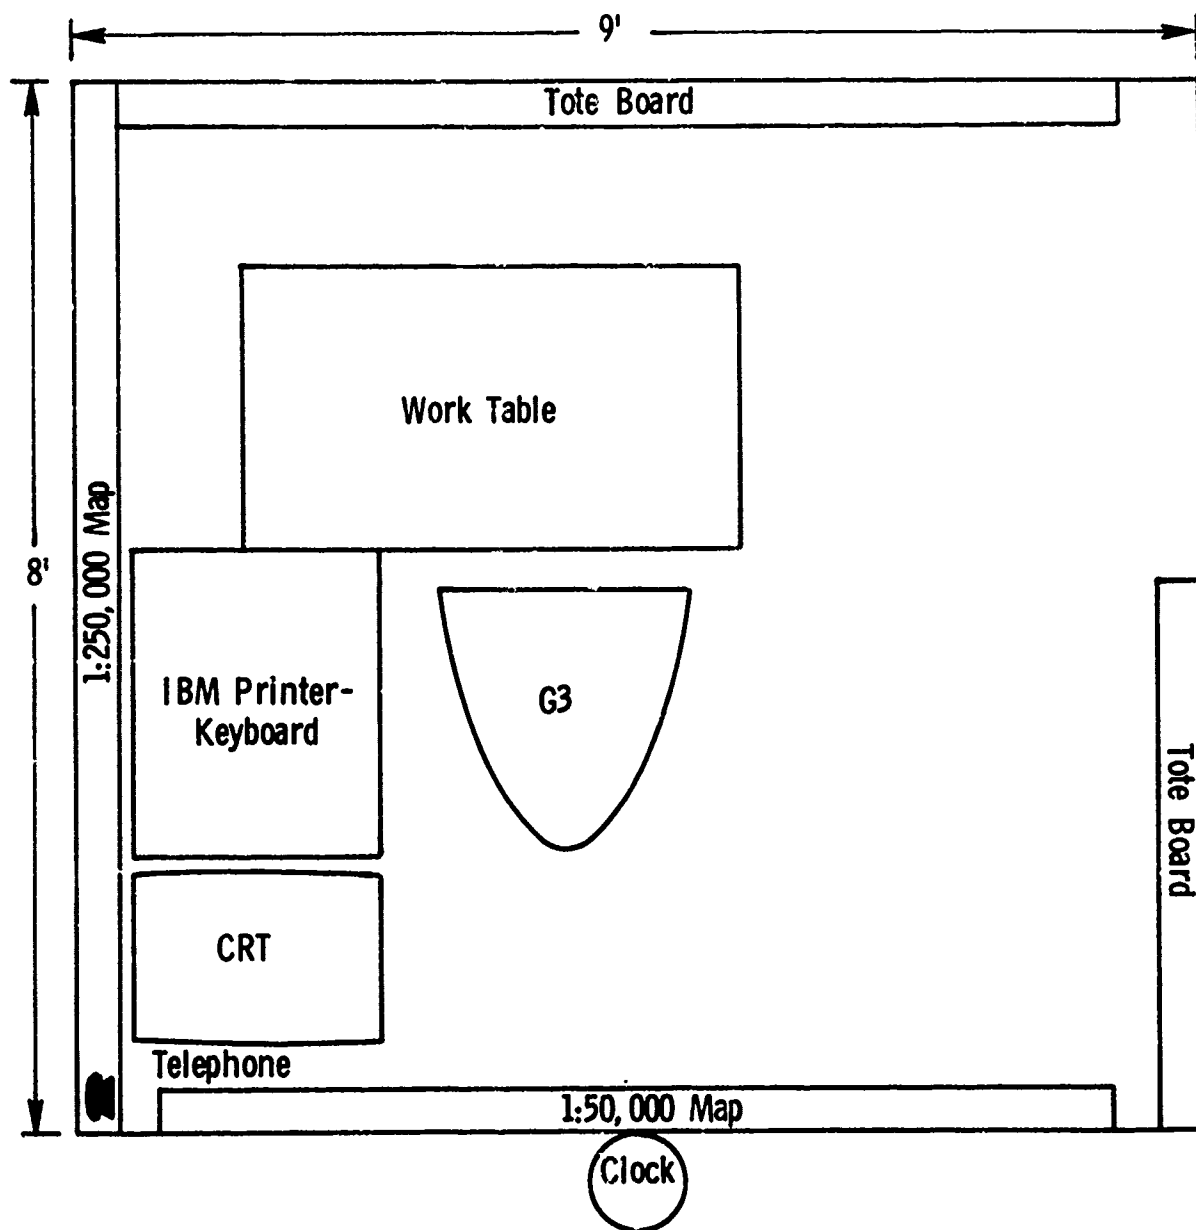 9'
Tote Board
Work Table
1:250,000 Map
8'
IBM Printer-
Keyboard
G3
Tote Board
CRT
Telephone
1:50,000 Map
Clock